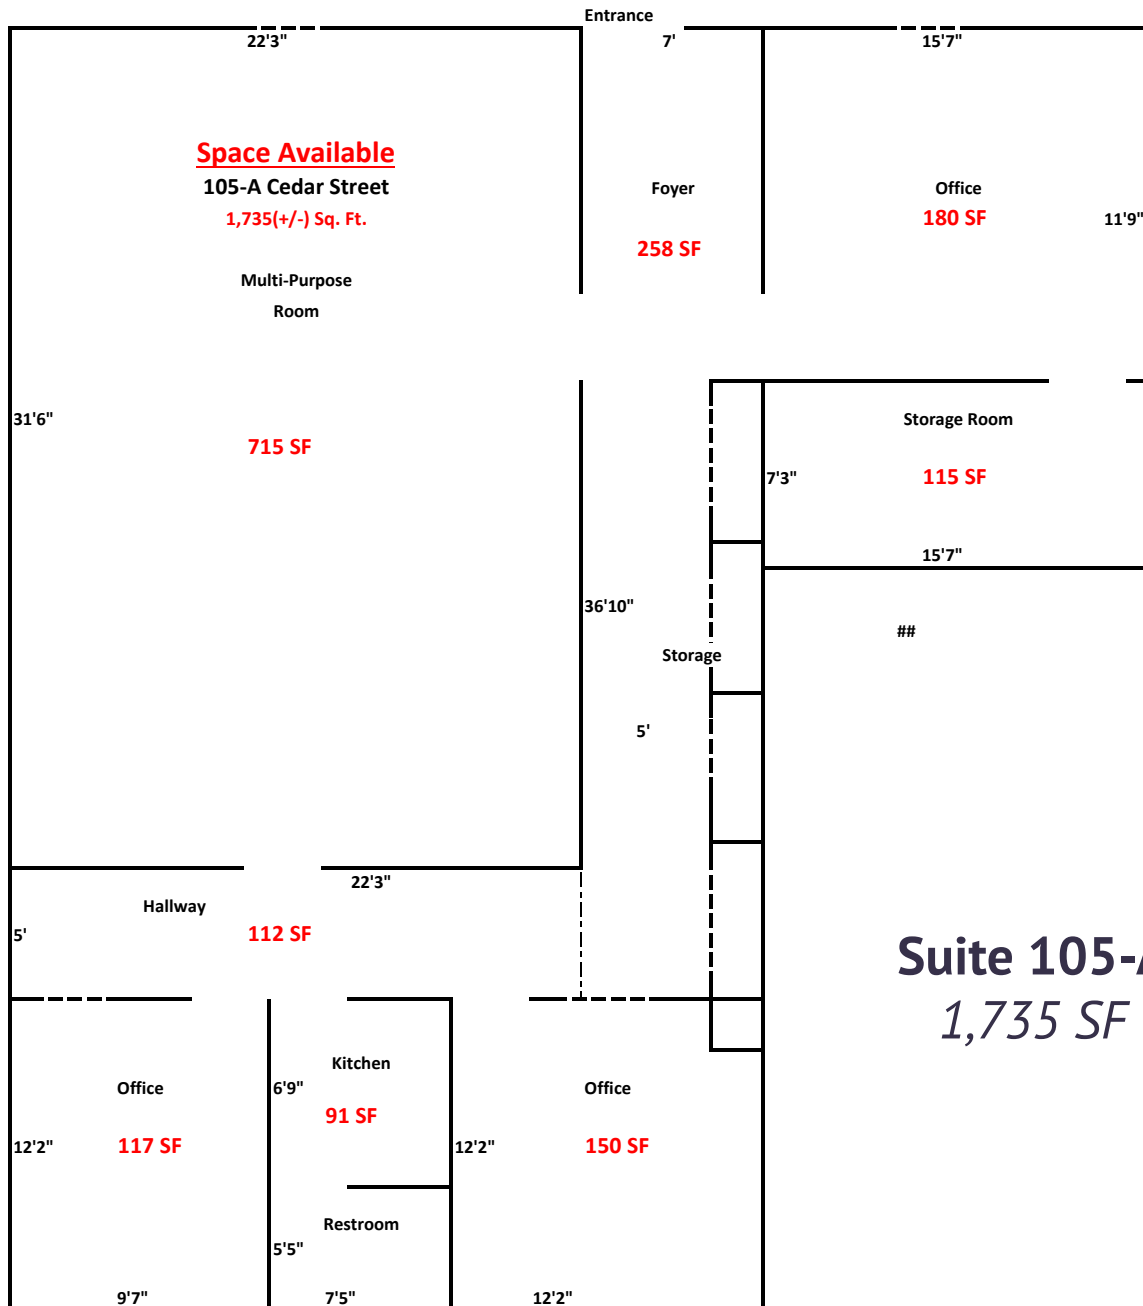 Entrance
22'3"
7'
15'7"
Space Available
105-A Cedar Street
1,735(+/-) Sq. Ft.
Foyer
Office
180 SF
11'9"
258 SF
Multi-Purpose
Room
31'6"
715 SF
Storage Room
7'3"
115 SF
15'7"
36'10"
##
Storage
5'
22'3"
Hallway
5'
112 SF
Suite 105-A
1,735 SF
Kitchen
Office
6'9"
Office
91 SF
12'2"
117 SF
12'2"
150 SF
Restroom
5'5"
9'7"
7'5"
12'2"